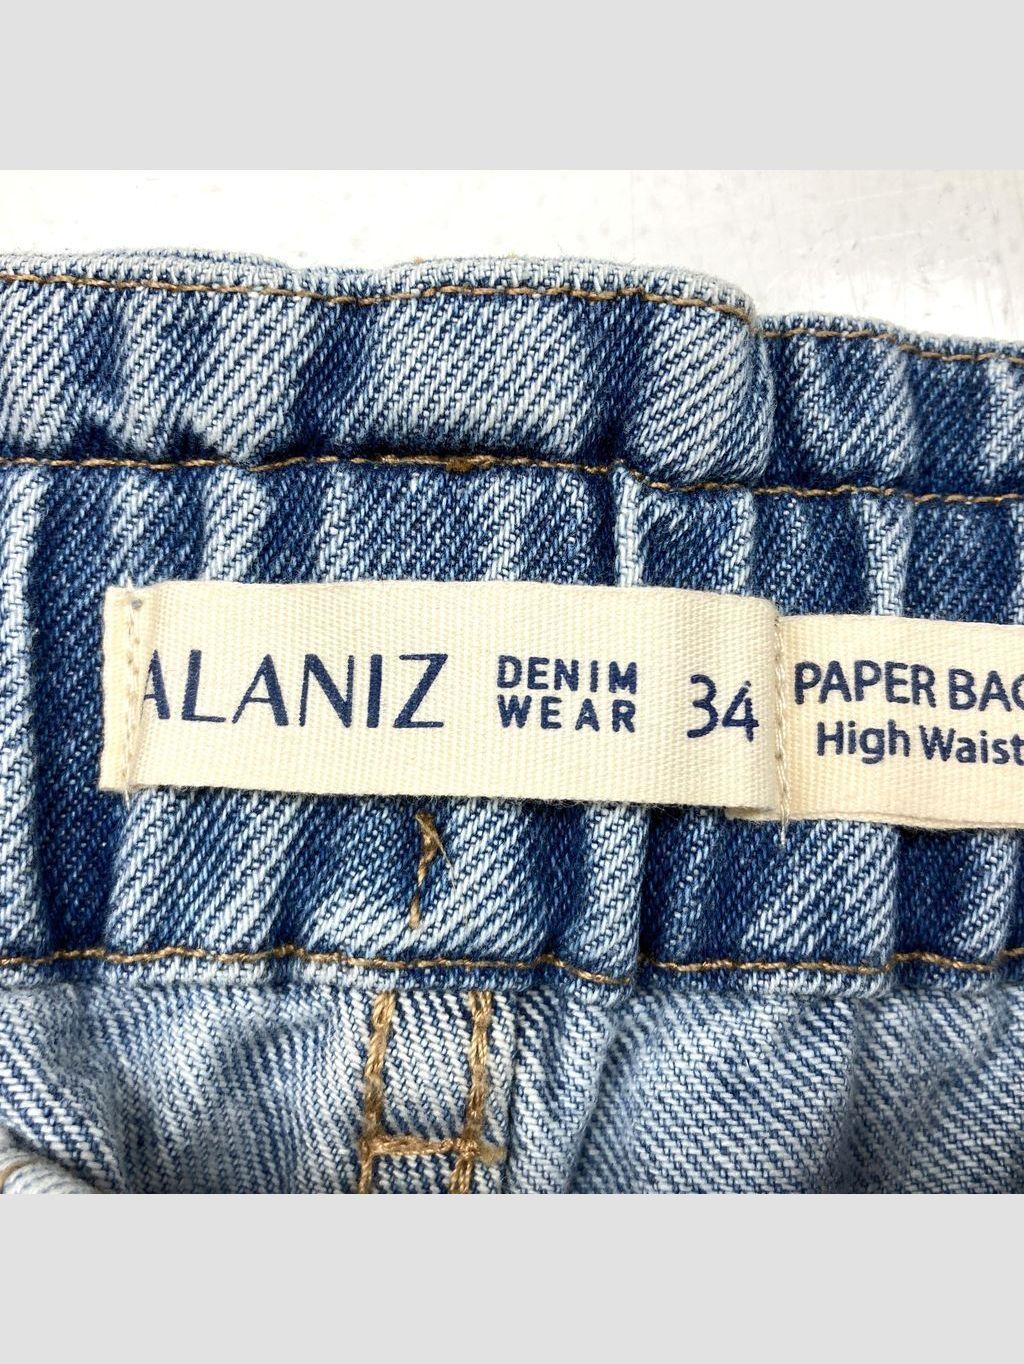 ALANIZ
DENIM
WEAR
34
PAPER BAG
High Waist